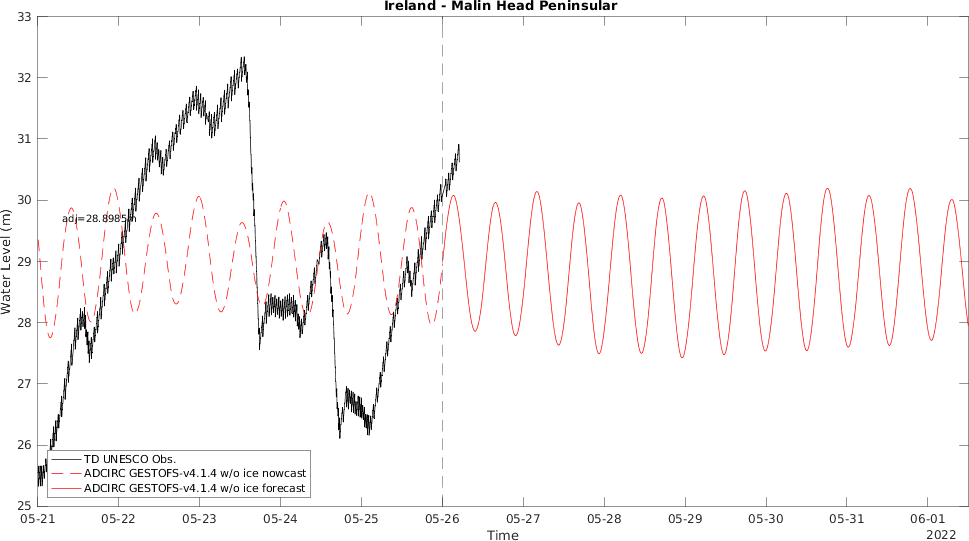 Ireland - Malin Head Peninsular
33
32
31
30
29
28
27
26
25
Water Level (m)
adj=28.8985m
TD UNESCO Obs.
ADCIRC GESTOFS-v4.1.4 w/o ice nowcast
ADCIRC GESTOFS-v4.1.4 w/o ice forecast
05-21 05-22 05-23 05-24 05-25 05-26 05-27 05-28 05-29 05-30 05-31 06-01
Time 2022